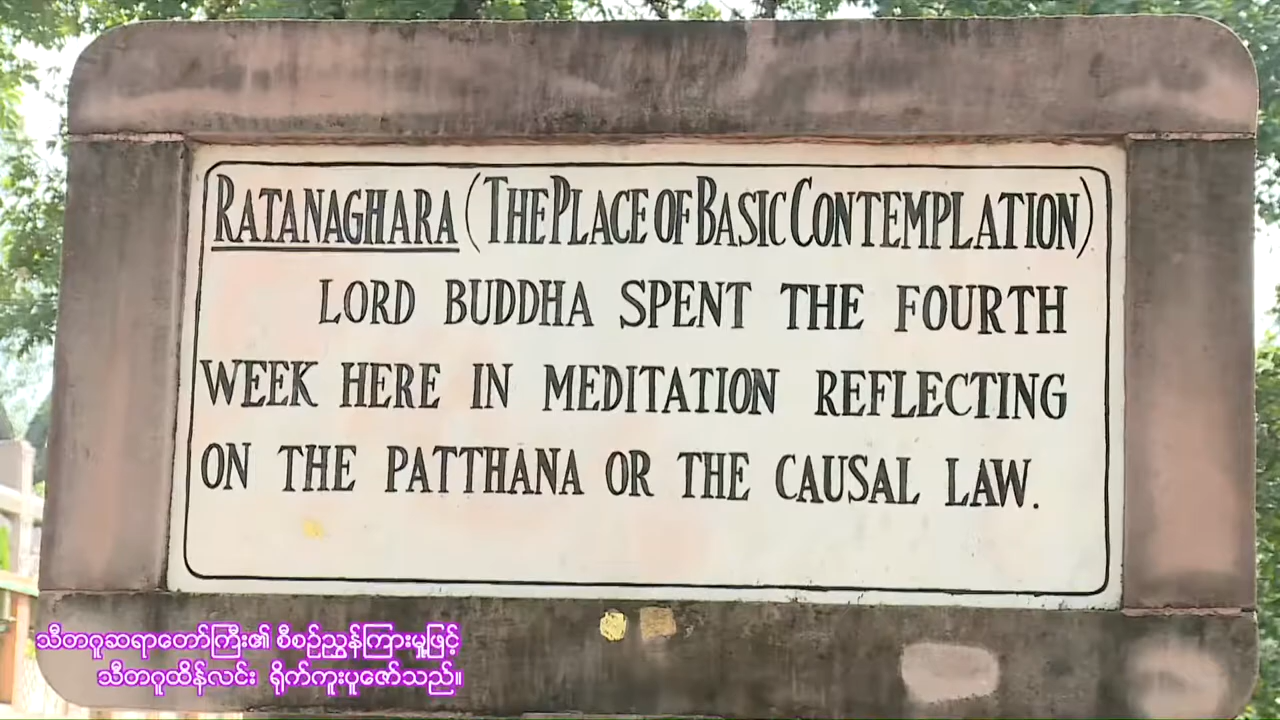 RATANAGHARA (THE PLACE OF BASIC CONTEMPLATION)
LORD BUDDHA SPENT THE FOURTH
WEEK HERE IN MEDITATION REFLECTING
ON THE PATTHANA OR THE CAUSAL LAW.
သီတဂူဆရာတော်ကြီး၏ စီစဉ်ညွှန်ကြားမှုဖြင့်
သီတဂူထိန်လင်း ရိုက်ကူးပူဇော်သည်။